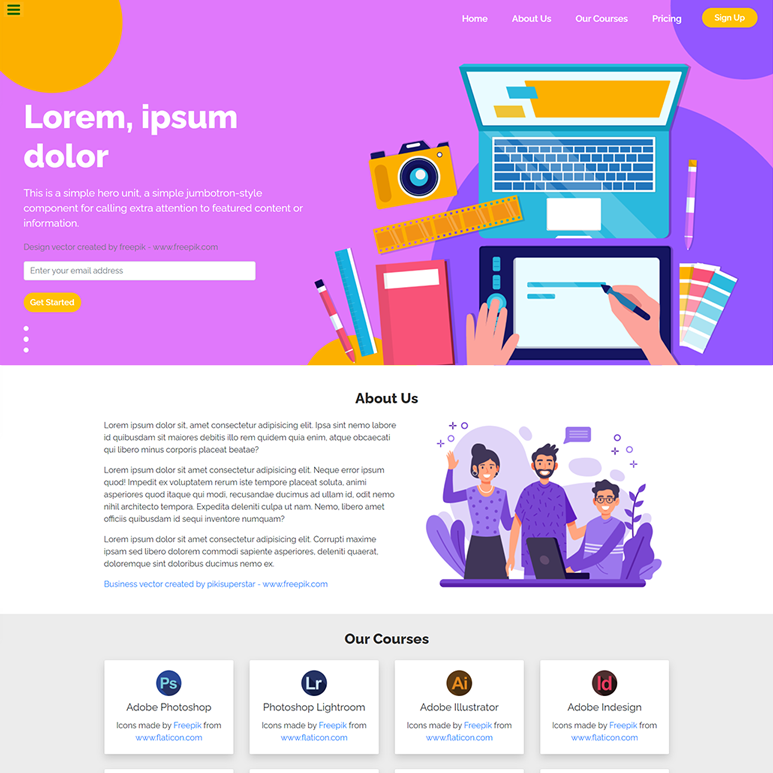 Home About Us Our Courses Pricing Sign Up
Lorem, ipsum
dolor
This is a simple hero unit, a simple jumbotron-style
component for calling extra attention to featured content or
information.
Design vector created by freepik - www.freepik.com
Enter your email address
Get Started
About Us
Lorem ipsum dolor sit, amet consectetur adipisicing elit. Ipsa sint nemo labore
id quibusdam sit maiores debitis illo rem quidem quia enim, atque obcaecati
qui libero minus corporis placeat beatae?
Lorem ipsum dolor sit amet consectetur adipisicing elit. Neque error ipsum
quod! Impedit ex voluptatem rerum iste tempore placeat soluta, animi
asperiores quod itaque qui modi, recusandae ducimus ad ullam id, odit nemo
nihil architecto tempora. Expedita deleniti culpa ut nam. Nemo, libero amet
officiis quibusdam id sequi inventore numquam?
Lorem ipsum dolor sit amet consectetur adipisicing elit. Corrupti maxime
possimus sed libero dolorem commodi sapiente asperiores, deleniti quaerat,
doloremque sint doloribus ducimus nemo ex.
Business vector created by pikisuperstar - www.freepik.com
Our Courses
Ps
Adobe Photoshop
Icons made by Freepik from
www.flaticon.com
Lr
Photoshop Lightroom
Icons made by Freepik from
www.flaticon.com
Ai
Adobe Illustrator
Icons made by Freepik from
www.flaticon.com
Id
Adobe Indesign
Icons made by Freepik from
www.flaticon.com